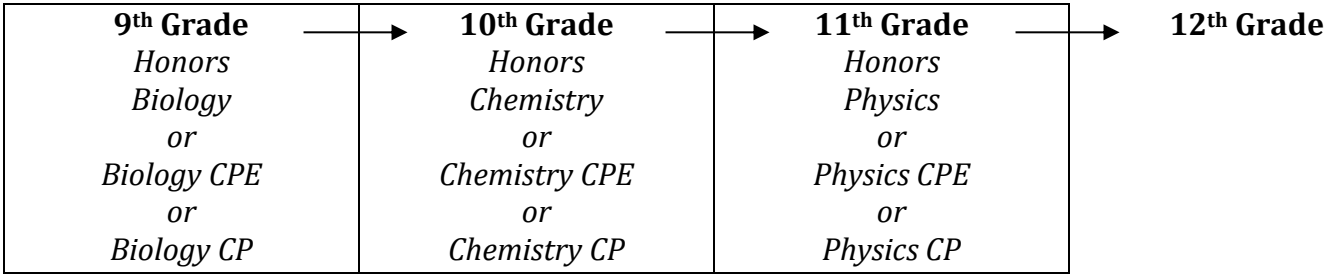 9th Grade
Honors
Biology
or
Biology CPE
or
Biology CP
10th Grade
Honors
Chemistry
or
Chemistry CPE
or
Chemistry CP
11th Grade
Honors
Physics
or
Physics CPE
or
Physics CP
12th Grade